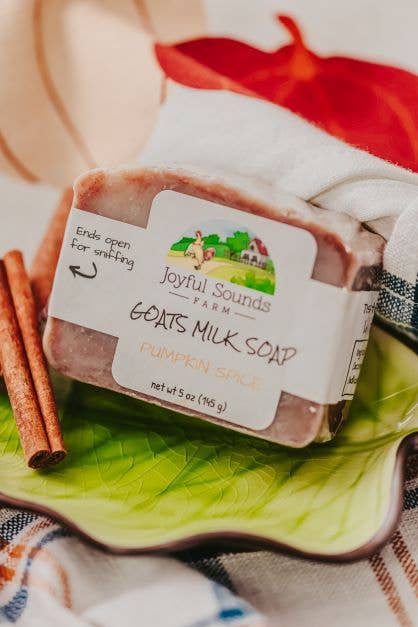 Ends open
for sniffing
Joyful Sounds
FARM
GOATS MILK SOAP
PUMPKIN SPICE
net wt 5 oz (145 g)